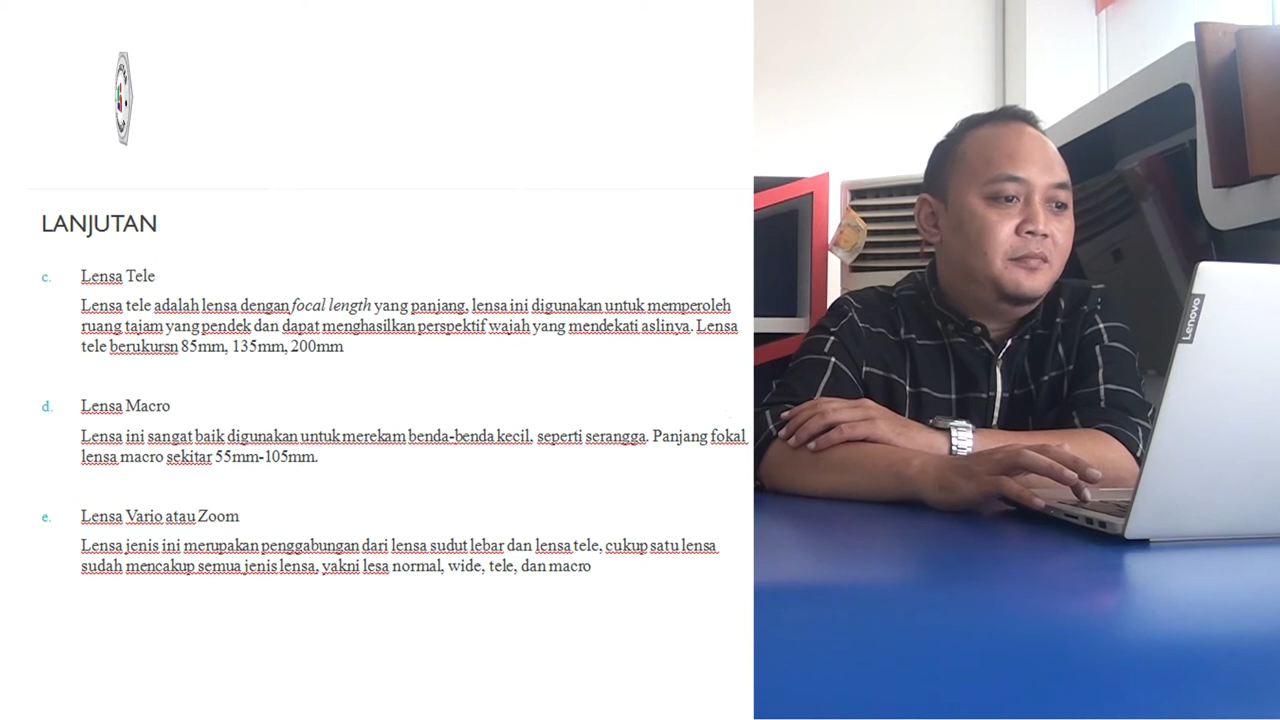 LANJUTAN
c. Lensa Tele
Lensa tele adalah lensa dengan focal length yang panjang, lensa ini digunakan untuk memperoleh
ruang tajam yang pendek dan dapat menghasilkan perspektif wajah yang mendekati aslinya. Lensa
tele berukursn 85mm, 135mm, 200mm
d. Lensa Macro
Lensa ini sangat baik digunakan untuk merekam benda-benda kecil, seperti serangga. Panjang fokal
lensa macro sekitar 55mm-105mm.
e. Lensa Vario atau Zoom
Lensa jenis ini merupakan penggabungan dari lensa sudut lebar dan lensa tele, cukup satu lensa
sudah mencakup semua jenis lensa, yakni lesa normal, wide, tele, dan macro
Lenovo